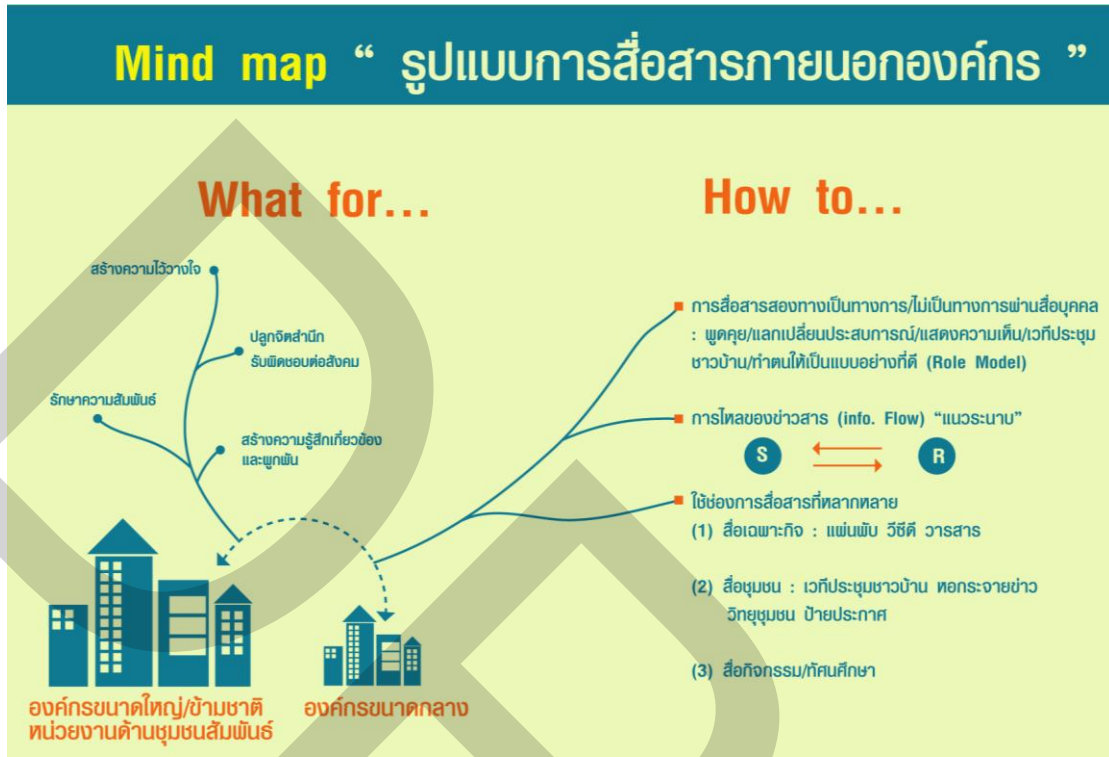 Mind map “ รูปแบบการสื่อสารภายนอกองค์กร ”
What for...
สร้างความไว้วางใจ
ปลูกจิตสำนึก
รับผิดชอบต่อสังคม
รักษาความสัมพันธ์
สร้างความรู้สึกเกี่ยวข้อง
และผูกพัน
องค์กรขนาดใหญ่/ข้ามชาติ
หน่วยงานด้านชุมชนสัมพันธ์
องค์กรขนาดกลาง
How to...
การสื่อสารสองทางเป็นทางการ/ไม่เป็นทางการผ่านสื่อบุคคล
: พูดคุย/แลกเปลี่ยนประสบการณ์/แสดงความเห็น/เวทีประชุม
ชาวบ้าน/ทำตนให้เป็นแบบอย่างที่ดี (Role Model)
การไหลของข่าวสาร (info. Flow) “แนวระนาบ”
S R
ใช้ช่องการสื่อสารที่หลากหลาย
(1) สื่อเฉพาะกิจ : แผ่นพับ วีซีดี วารสาร
(2) สื่อชุมชน : เวทีประชุมชาวบ้าน หอกระจายข่าว
วิทยุชุมชน ป้ายประกาศ
(3) สื่อกิจกรรม/ทัศนศึกษา